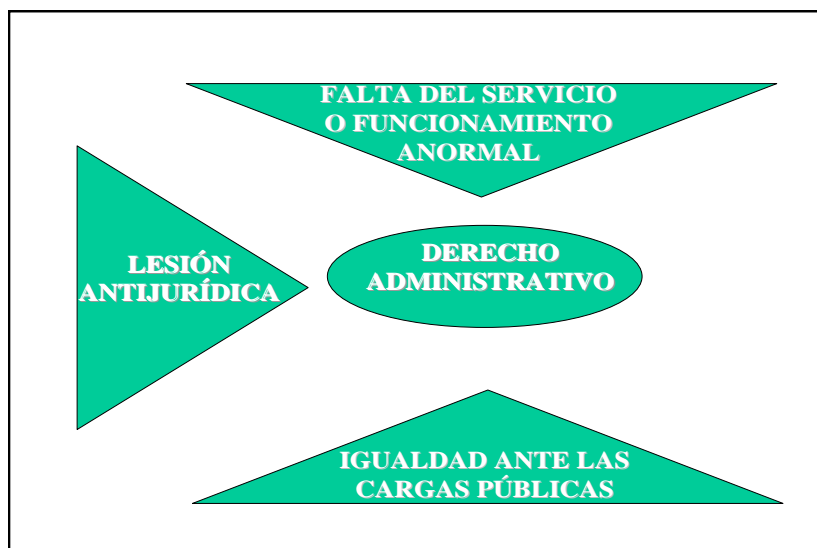 FALTA DEL SERVICIO
O FUNCIONAMIENTO
ANORMAL
LESIÓN
ANTIJURÍDICA
DERECHO
ADMINISTRATIVO
IGUALDAD ANTE LAS
CARGAS PÚBLICAS